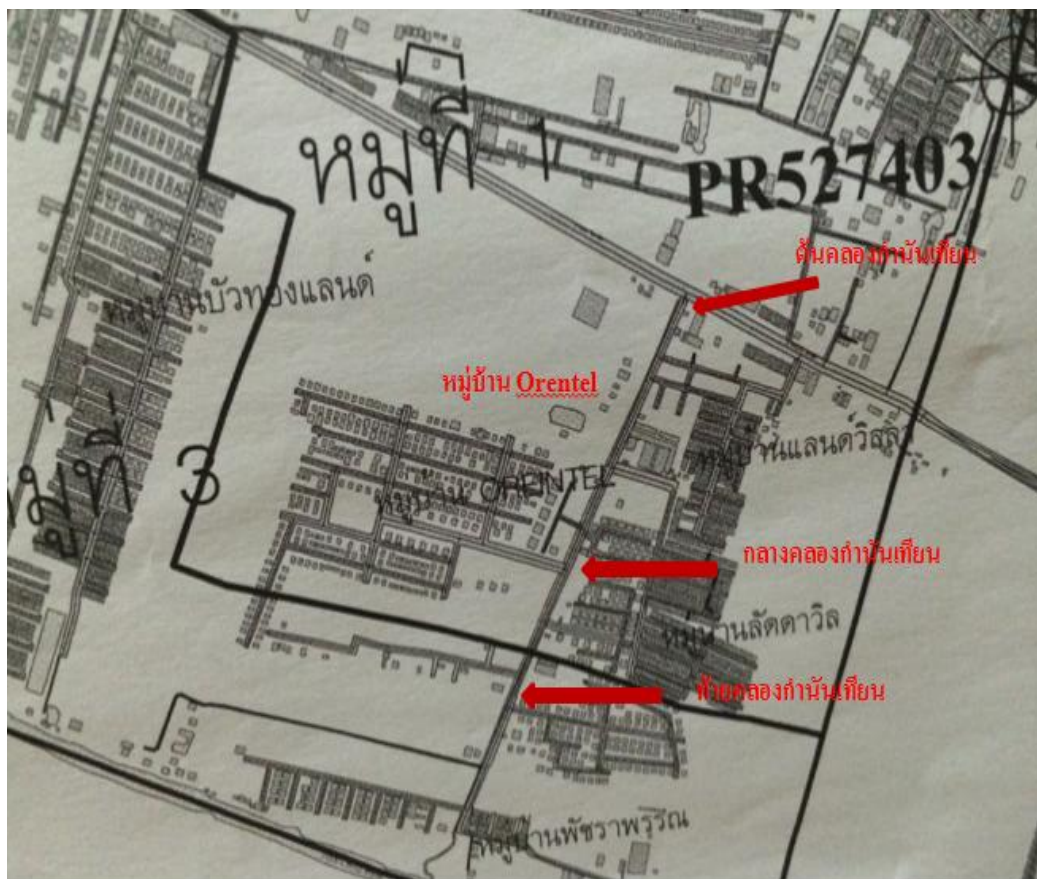 หมู่ที่ 1
PR527403
ต้นคลองกำนันเทียน
หมู่บ้านบัวทองแลนด์
หมู่บ้าน Orentel
หมู่บ้านแลนดวิลล่า
หมู่ที่ 3
หมู่บ้าน OREINTEL
กลางคลองกำนันเทียน
หมู่บ้านลัดดาวิล
ท้ายคลองกำนันเทียน
หมู่บ้านพัชราพรรีณ